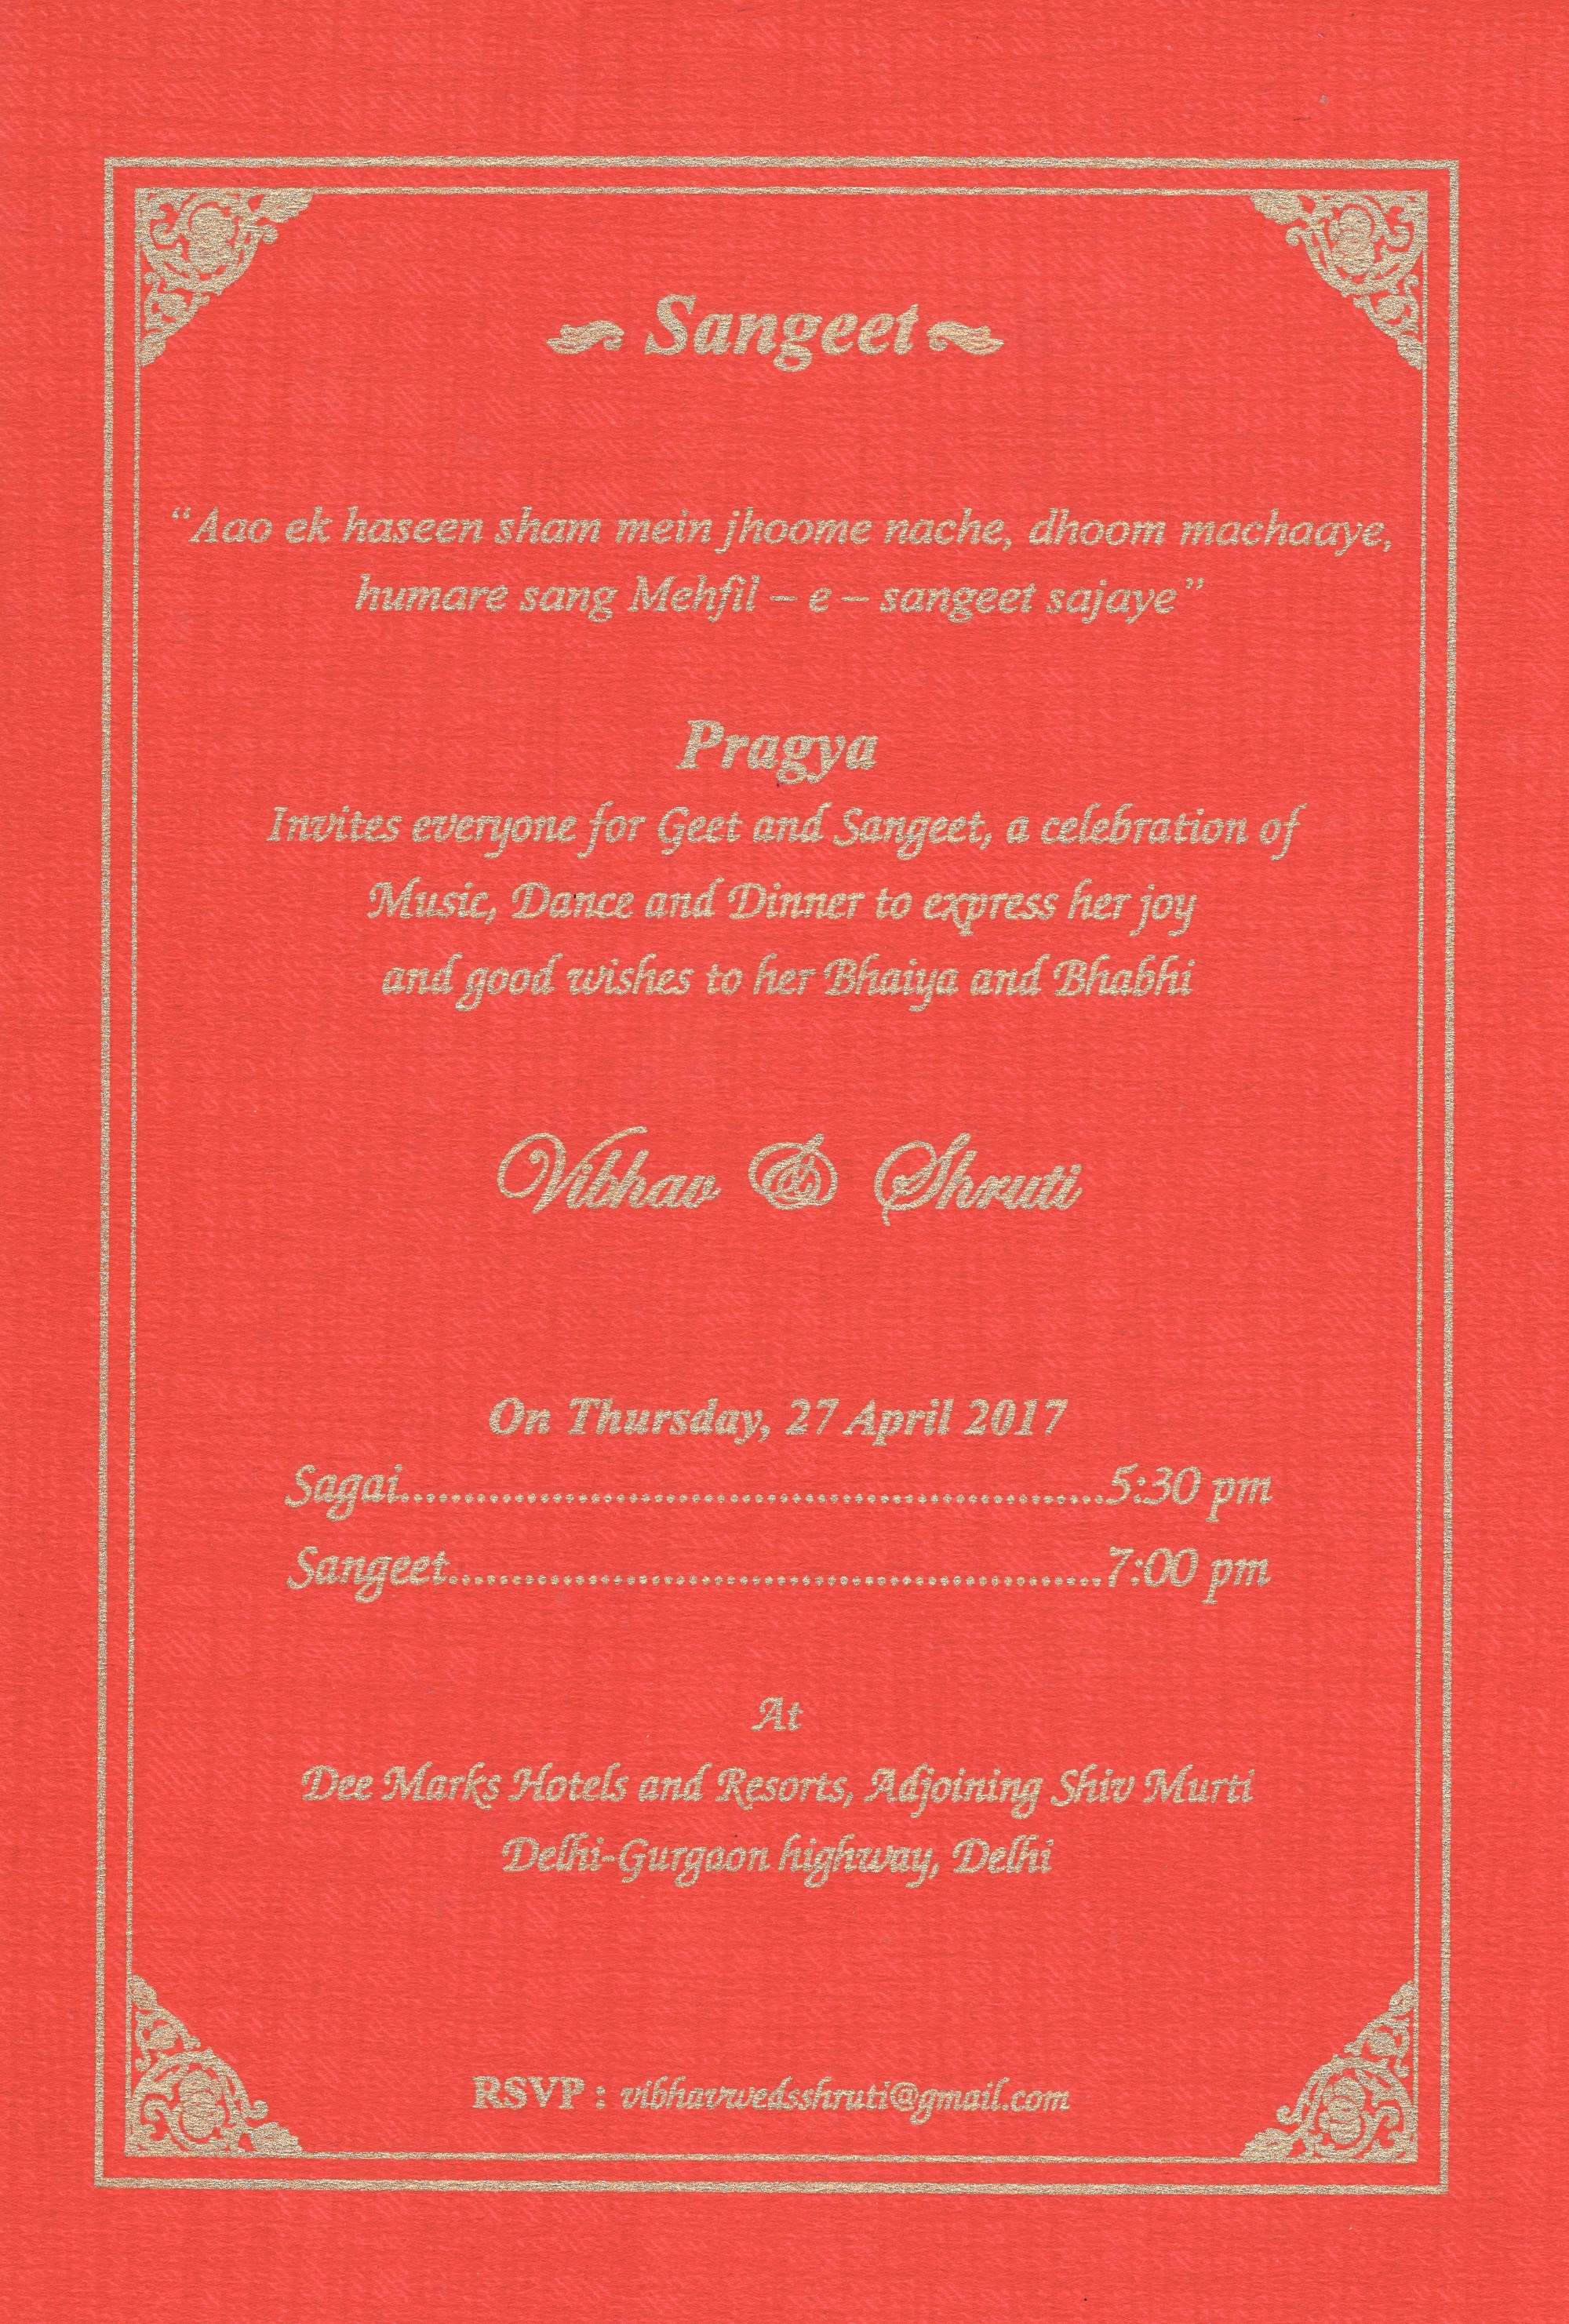 Sangeet
“Aao ek haseen sham mein jhoome nache, dhoom machaaye,
humare sang Mehfil – e – sangeet sajaye”
Pragya
Invites everyone for Geet and Sangeet, a celebration of
Music, Dance and Dinner to express her joy
and good wishes to her Bhaiya and Bhabhi
Vibhav & Shruti
On Thursday, 27 April 2017
Sagai.......................................................5:30 pm
Sangeet...................................................7:00 pm
At
Dee Marks Hotels and Resorts, Adjoining Shiv Murti
Delhi-Gurgaon highway, Delhi
RSVP : vibhavwedsshruti@gmail.com